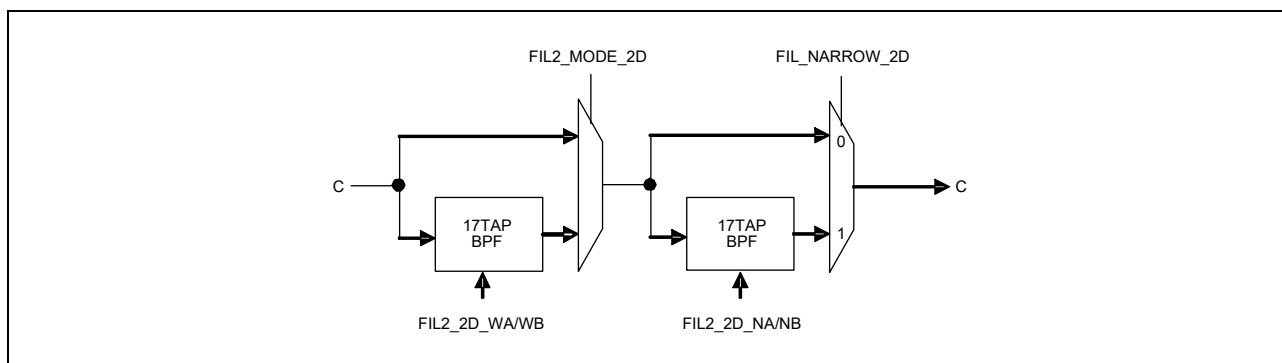 FIL2_MODE_2D
FIL_NARROW_2D
0
C
C
17TAP
BPF
17TAP
BPF
1
FIL2_2D_WA/WB
FIL2_2D_NA/NB